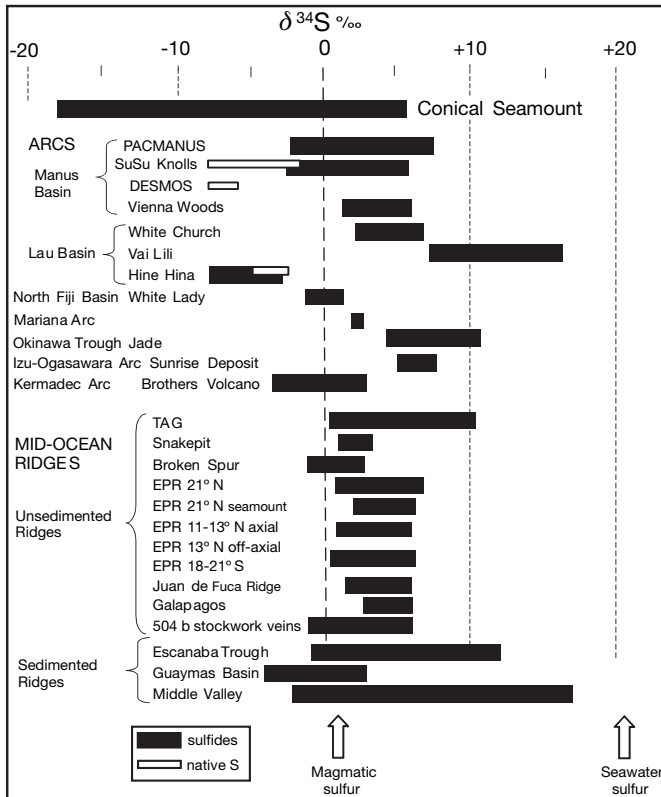 δ³⁴S ‰
-20 -10 0 +10 +20
Conical Seamount
ARCS
Manus
Basin
PACMANUS
SuSu Knolls
DESMOS
Vienna Woods
Lau Basin
White Church
Vai Lili
Hine Hina
North Fiji Basin White Lady
Mariana Arc
Okinawa Trough Jade
Izu-Ogasawara Arc Sunrise Deposit
Kermadec Arc Brothers Volcano
MID-OCEAN
RIDGES
Unsedimented
Ridges
TAG
Snakepit
Broken Spur
EPR 21° N
EPR 21° N seamount
EPR 11-13° N axial
EPR 13° N off-axial
EPR 18-21° S
Juan de Fuca Ridge
Galapagos
504 b stockwork veins
Sedimented
Ridges
Escanaba Trough
Guaymas Basin
Middle Valley
sulfides
native S
Magmatic
sulfur
Seawater
sulfur